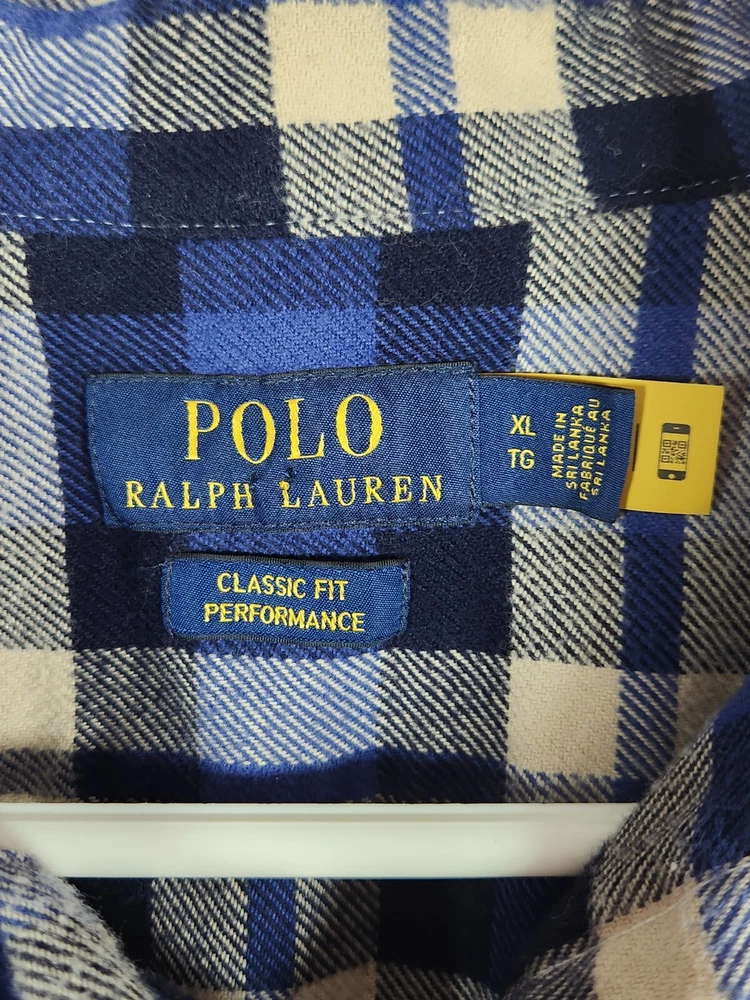 POLO
RALPH LAUREN
XL
TG
MADE IN
SRI LANKA
FABRIQUÉ AU
SRI LANKA
CLASSIC FIT
PERFORMANCE